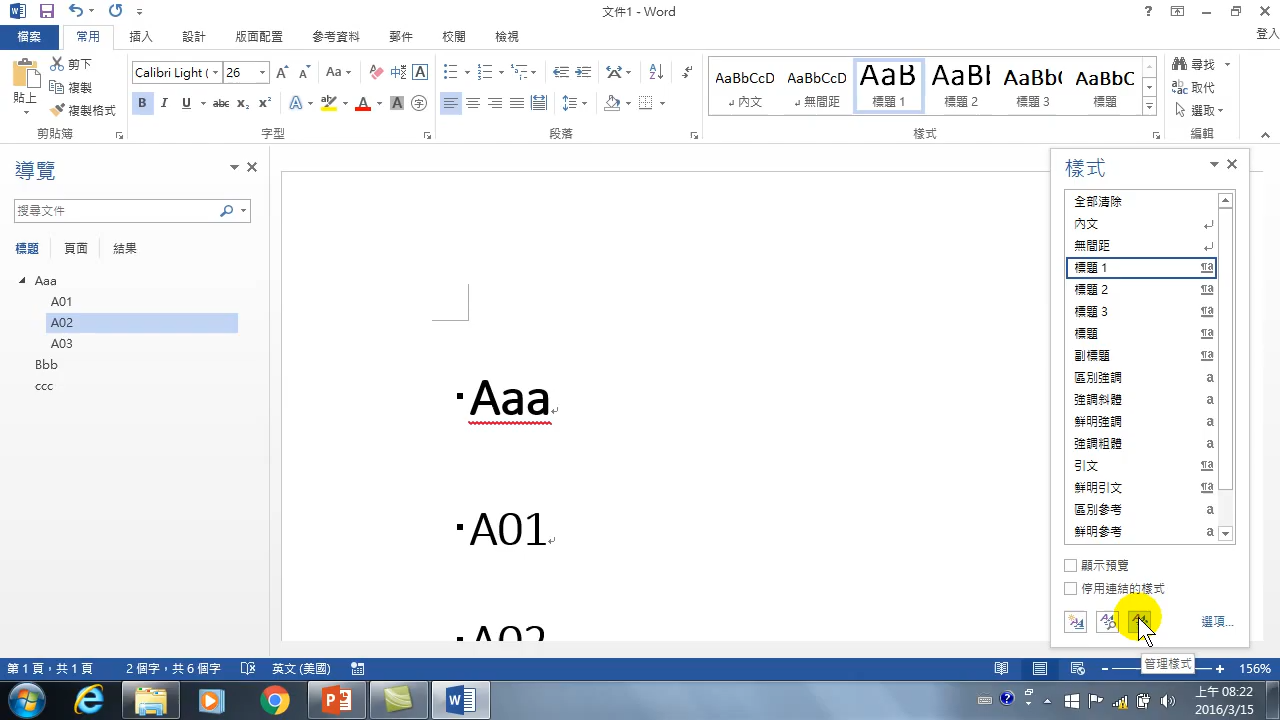 文件1 - Word
檔案 常用 插入 設計 版面配置 參考資料 郵件 校閱 檢視 登入
貼上 剪下 複製 複製格式 剪貼簿
Calibri Light ( 26 字型
段落
AaBbCcD 內文
AaBbCcD 無間距
AaB 標題 1
AaBl 標題 2
AaBb( 標題 3
AaBbC 標題
樣式
尋找 取代 選取 編輯
導覽
搜尋文件
標題 頁面 結果
Aaa
A01
A02
A03
Bbb
ccc
Aaa
A01
A02
樣式
全部清除
內文
無間距
標題 1
標題 2
標題 3
標題
副標題
區別強調
強調斜體
鮮明強調
強調粗體
引文
鮮明引文
區別參考
鮮明參考
顯示預覽
停用連結的樣式
選項...
管理樣式
第 1 頁，共 1 頁 2 個字，共 6 個字 英文 (美國) 156%
上午 08:22
2016/3/15